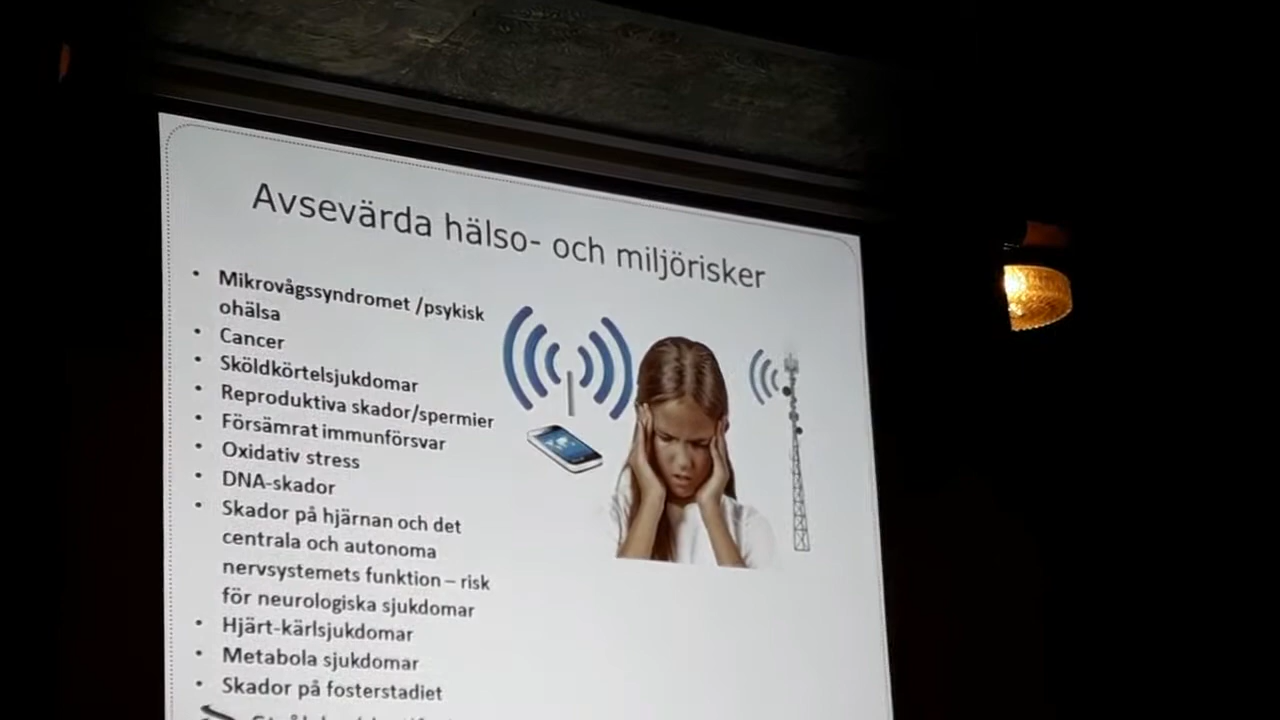 Avsevärda hälso- och miljörisker
• Mikrovågssyndromet /psykisk
ohälsa
• Cancer
• Sköldkörtelsjukdomar
• Reproduktiva skador/spermier
• Försämrat immunförsvar
• Oxidativ stress
• DNA-skador
• Skador på hjärnan och det
centrala och autonoma
nervsystemets funktion – risk
för neurologiska sjukdomar
• Hjärt-kärlsjukdomar
• Metabola sjukdomar
• Skador på fosterstadiet